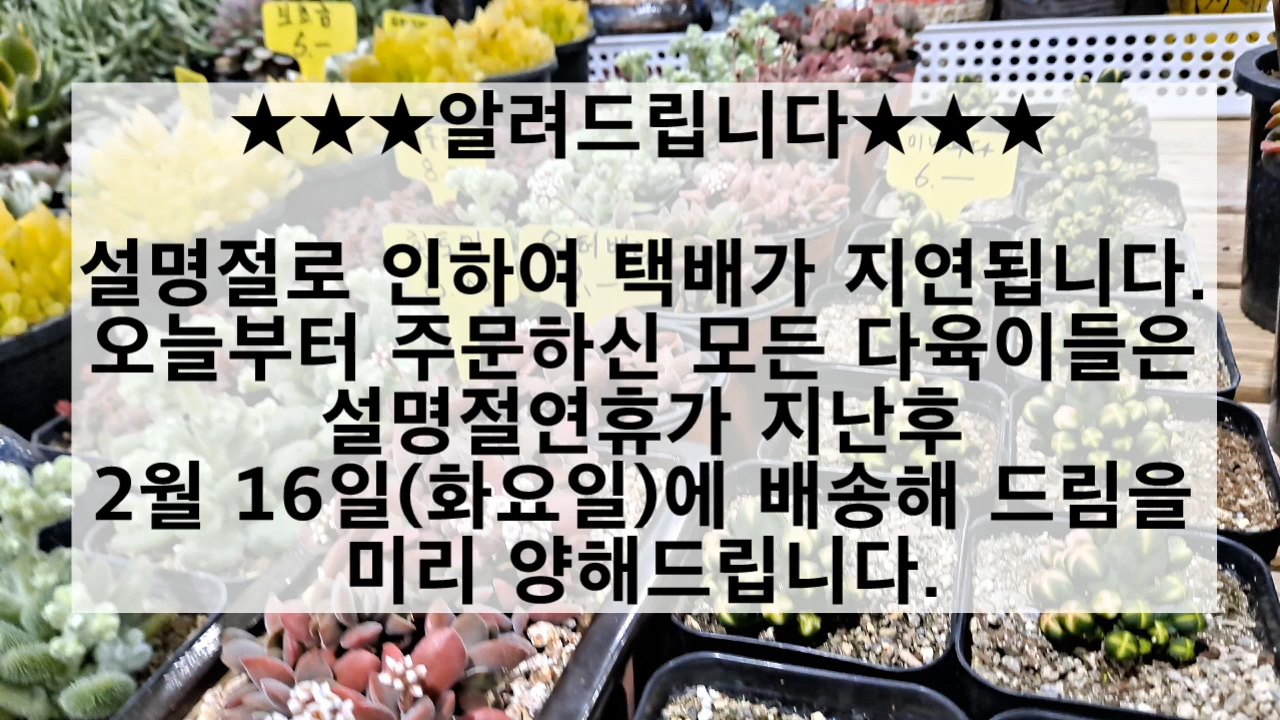 6.-
★★★알려드립니다★★★
6.-
설명절로 인하여 택배가 지연됩니다.
오늘부터 주문하신 모든 다육이들은
설명절연휴가 지난후
2월 16일(화요일)에 배송해 드림을
미리 양해드립니다.